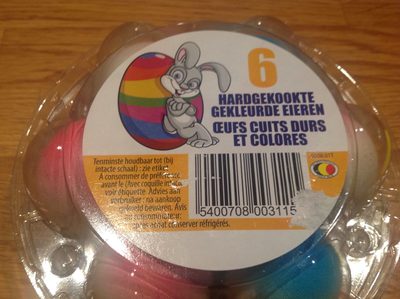 6
HARDGEKOOKTE
GEKLEURDE EIEREN
ŒUFS CUITS DURS
ET COLORES
Tenminste houdbaar tot (bij
intacte schaal) : zie etiket
A consommer de préférence
avant le (Avec coquille
voir étiquette. Advies aan
verbruiker : na aankoop
gekoeld bewaren. Avis
au consommateur:
après achat conserver réfrigérés.
5400708 003115